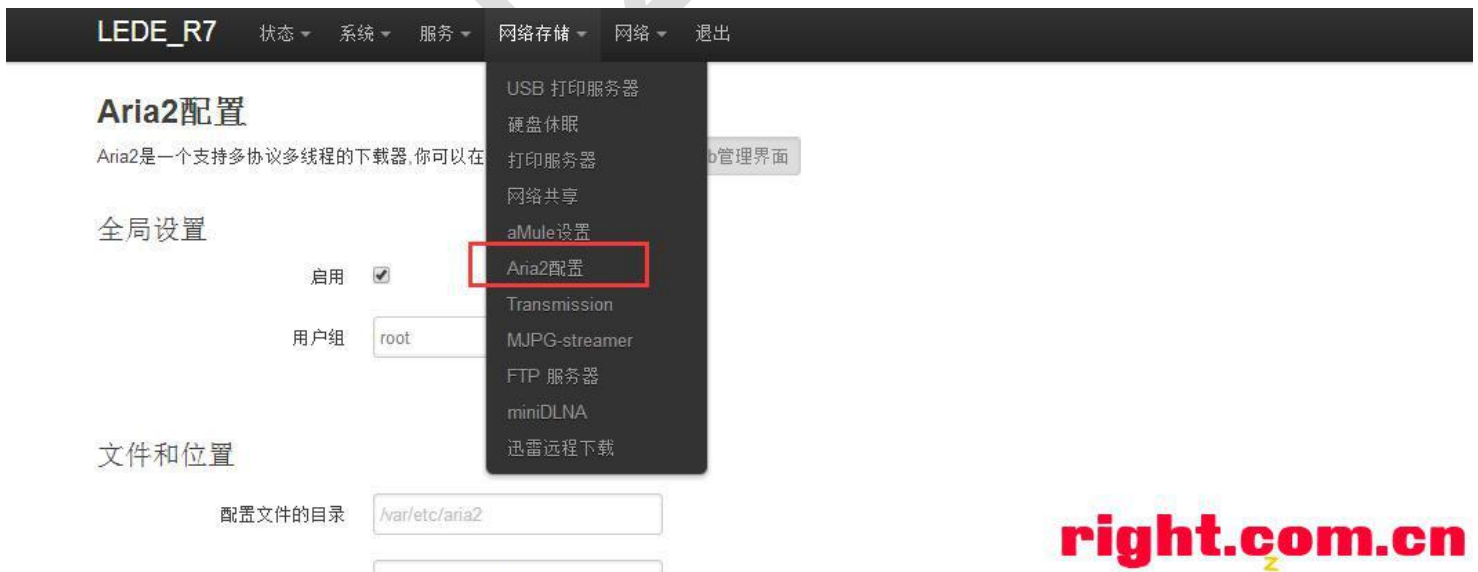 LEDE_R7 状态 系统 服务 网络存储 网络 退出
USB 打印服务器
硬盘休眠
打印服务器
网络共享
aMule设置
Aria2配置
Transmission
MJPG-streamer
FTP 服务器
miniDLNA
迅雷远程下载
Aria2配置
Aria2是一个支持多协议多线程的下载器,你可以在 b管理界面
全局设置
启用
用户组 root
文件和位置
配置文件的目录 /var/etc/aria2
right.com.cn
z